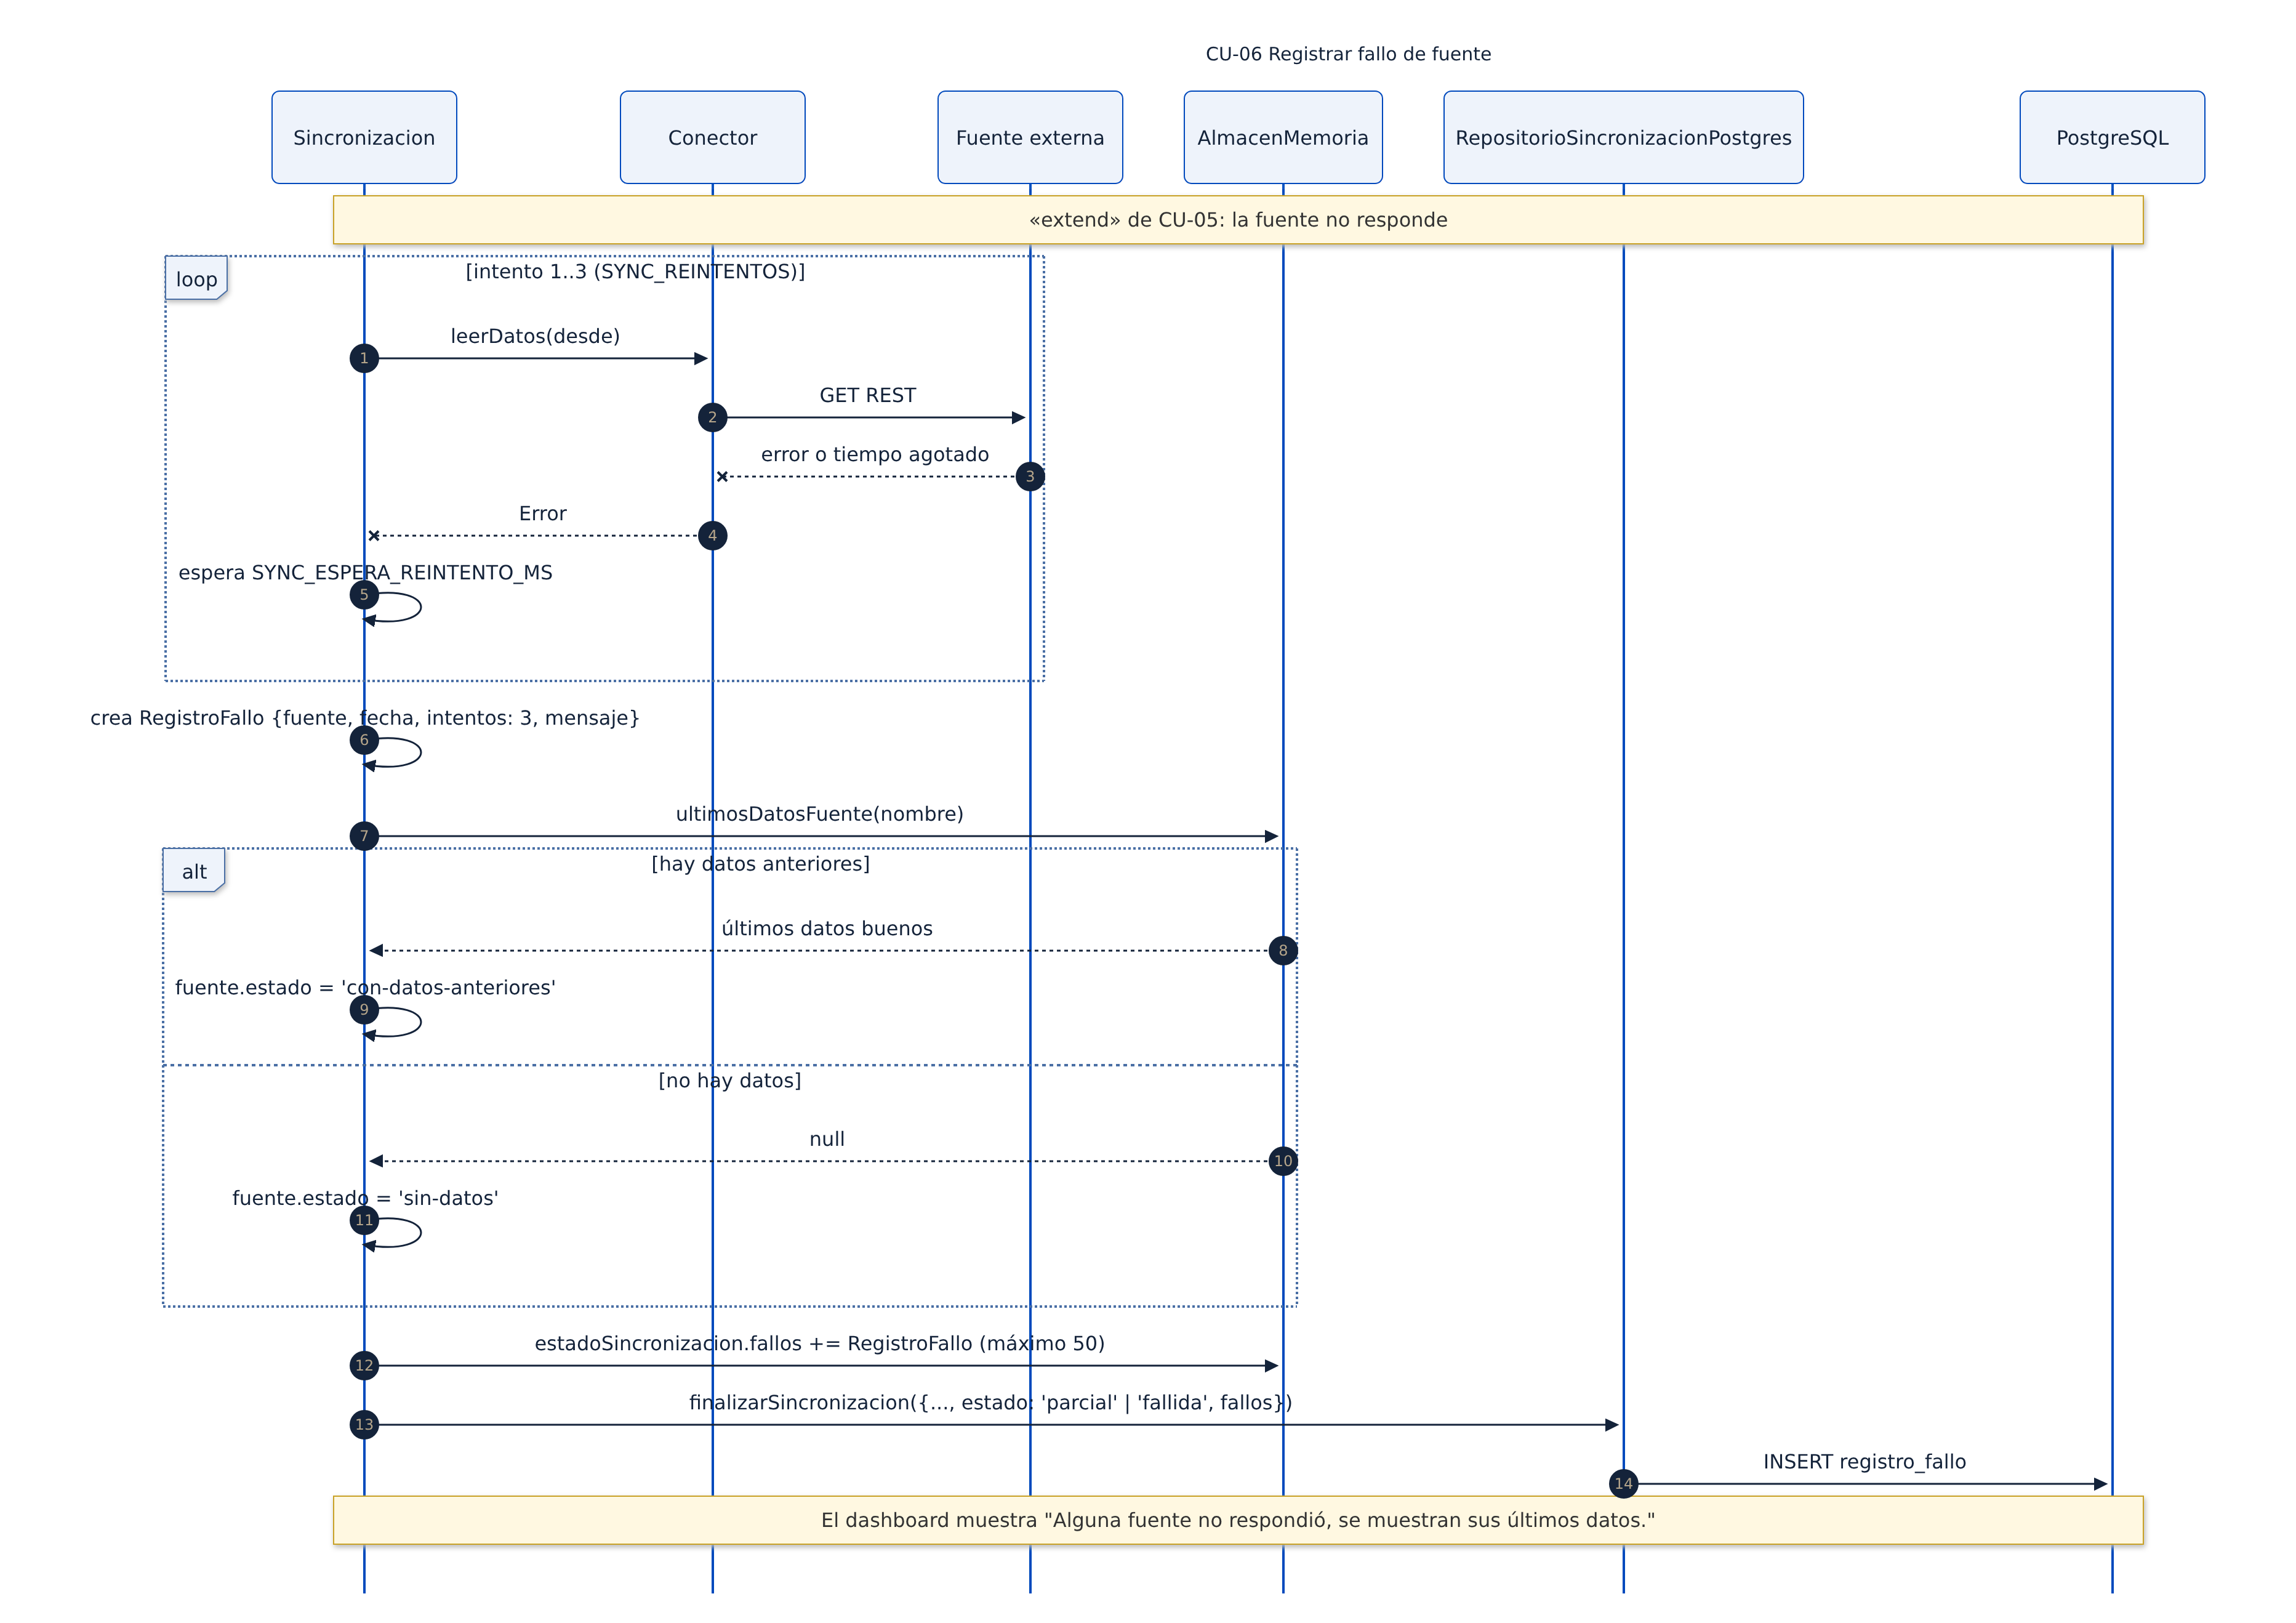 CU-06 Registrar fallo de fuente
Sincronizacion
Conector
Fuente externa
AlmacenMemoria
RepositorioSincronizacionPostgres
PostgreSQL
«extend» de CU-05: la fuente no responde
loop
[intento 1..3 (SYNC_REINTENTOS)]
leerDatos(desde)
1
GET REST
2
error o tiempo agotado
3
Error
4
espera SYNC_ESPERA_REINTENTO_MS
5
crea RegistroFallo {fuente, fecha, intentos: 3, mensaje}
6
ultimosDatosFuente(nombre)
7
alt
[hay datos anteriores]
últimos datos buenos
8
fuente.estado = 'con-datos-anteriores'
9
[no hay datos]
null
10
fuente.estado = 'sin-datos'
11
estadoSincronizacion.fallos += RegistroFallo (máximo 50)
12
finalizarSincronizacion({..., estado: 'parcial' | 'fallida', fallos})
13
INSERT registro_fallo
14
El dashboard muestra "Alguna fuente no respondió, se muestran sus últimos datos."